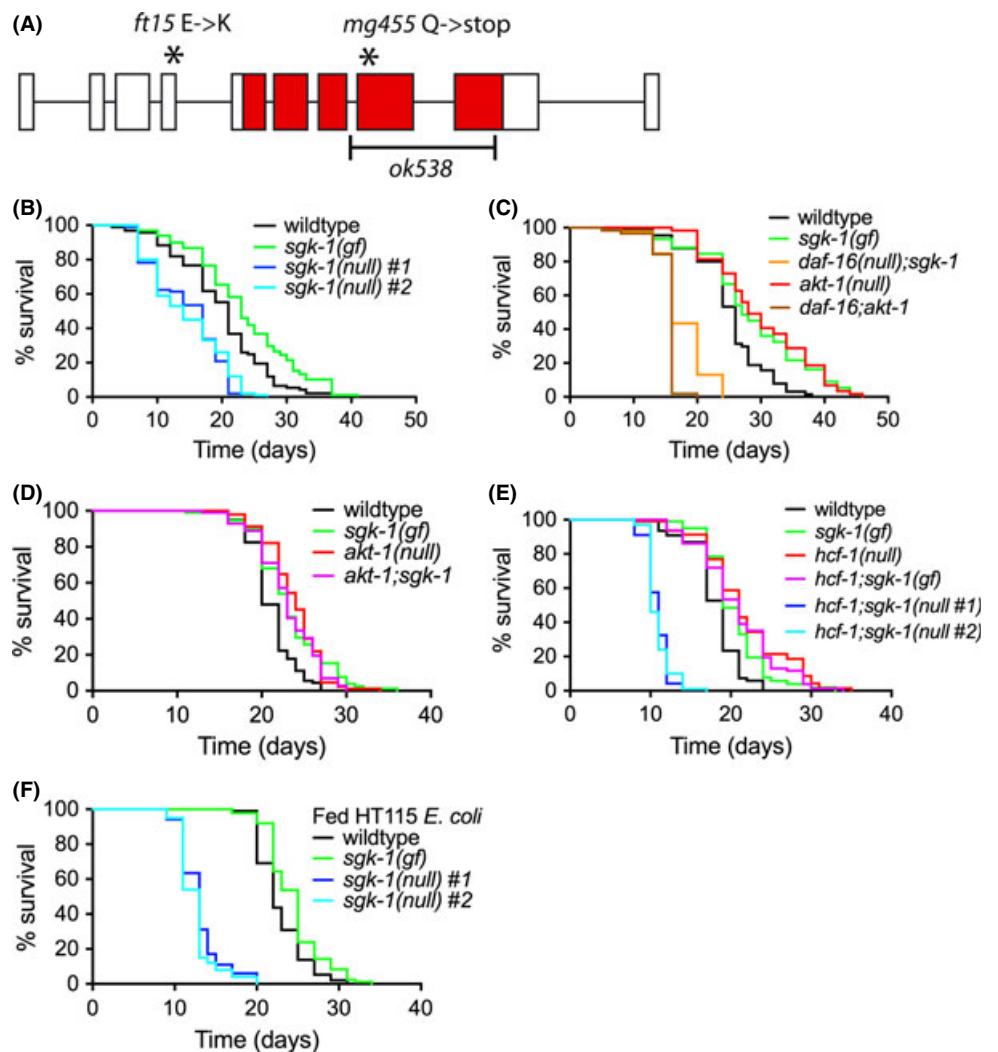 (A)
ft15 E->K
mg455 Q->stop
*
*
ok538
(B)
% survival
100
80
60
40
20
0
wildtype
sgk-1(gf)
sgk-1(null) #1
sgk-1(null) #2
0 10 20 30 40 50
Time (days)
(C)
% survival
100
80
60
40
20
0
wildtype
sgk-1(gf)
daf-16(null);sgk-1
akt-1(null)
daf-16;akt-1
0 10 20 30 40 50
Time (days)
(D)
% survival
100
80
60
40
20
0
wildtype
sgk-1(gf)
akt-1(null)
akt-1;sgk-1
0 10 20 30 40
Time (days)
(E)
% survival
100
80
60
40
20
0
wildtype
sgk-1(gf)
hcf-1(null)
hcf-1;sgk-1(gf)
hcf-1;sgk-1(null #1)
hcf-1;sgk-1(null #2)
0 10 20 30 40
Time (days)
(F)
% survival
100
80
60
40
20
0
Fed HT115 E. coli
wildtype
sgk-1(gf)
sgk-1(null) #1
sgk-1(null) #2
0 10 20 30 40
Time (days)